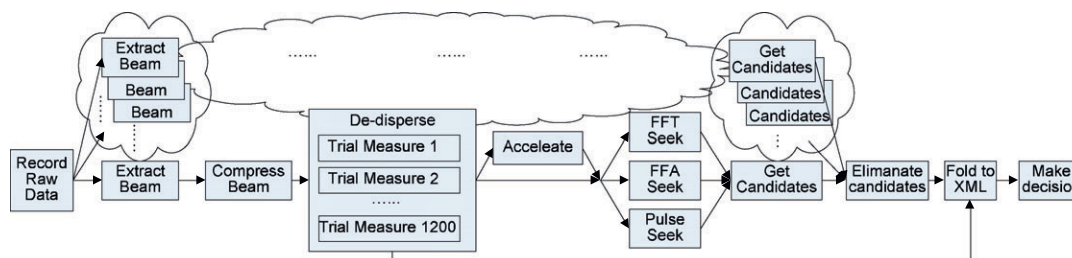 Extract
Beam
Beam
Beam
......
......
......
......
......
Get
Candidates
Candidates
Candidates
...
Record
Raw
Data
Extract
Beam
Compress
Beam
De-disperse
Trial Measure 1
Trial Measure 2
......
Trial Measure 1200
Acceleate
FFT
Seek
FFA
Seek
Pulse
Seek
Get
Candidates
Elimanate
candidates
Fold to
XML
Make
decision